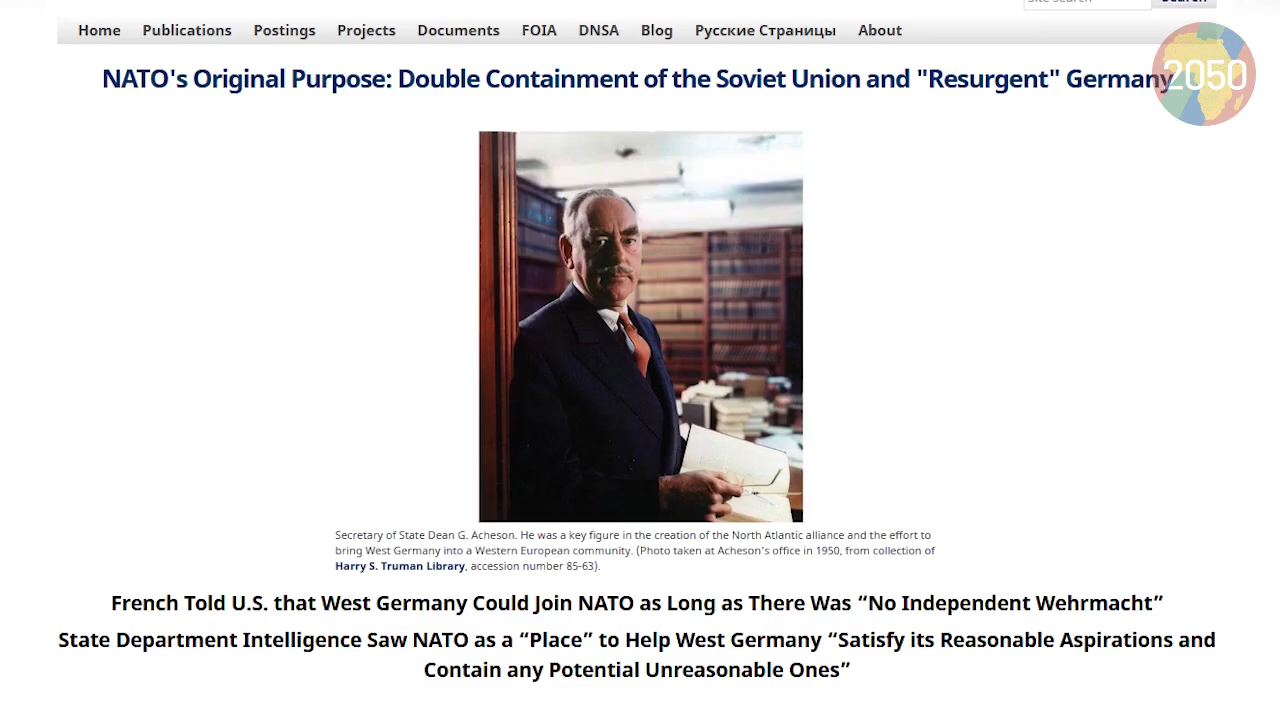 Home Publications Postings Projects Documents FOIA DNSA Blog Русские Страницы About
NATO's Original Purpose: Double Containment of the Soviet Union and "Resurgent" Germany
2050
Secretary of State Dean G. Acheson. He was a key figure in the creation of the North Atlantic alliance and the effort to
bring West Germany into a Western European community. (Photo taken at Acheson's office in 1950, from collection of
Harry S. Truman Library, accession number 85-63).
French Told U.S. that West Germany Could Join NATO as Long as There Was “No Independent Wehrmacht”
State Department Intelligence Saw NATO as a “Place” to Help West Germany “Satisfy its Reasonable Aspirations and
Contain any Potential Unreasonable Ones”